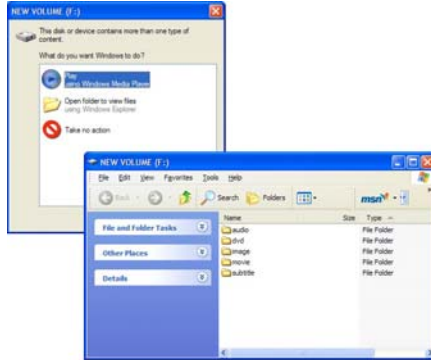 NEW VOLUME (F:)
This disk or device contains more than one type of
content.
What do you want Windows to do?
Play
using Windows Media Player
Open folder to view files
using Windows Explorer
Take no action
NEW VOLUME (F:)
File Edit View Favorites Tools Help
Back Search Folders msn
Name Size Type
File and Folder Tasks
Other Places
Details
audio File Folder
dvd File Folder
image File Folder
movie File Folder
subtitle File Folder